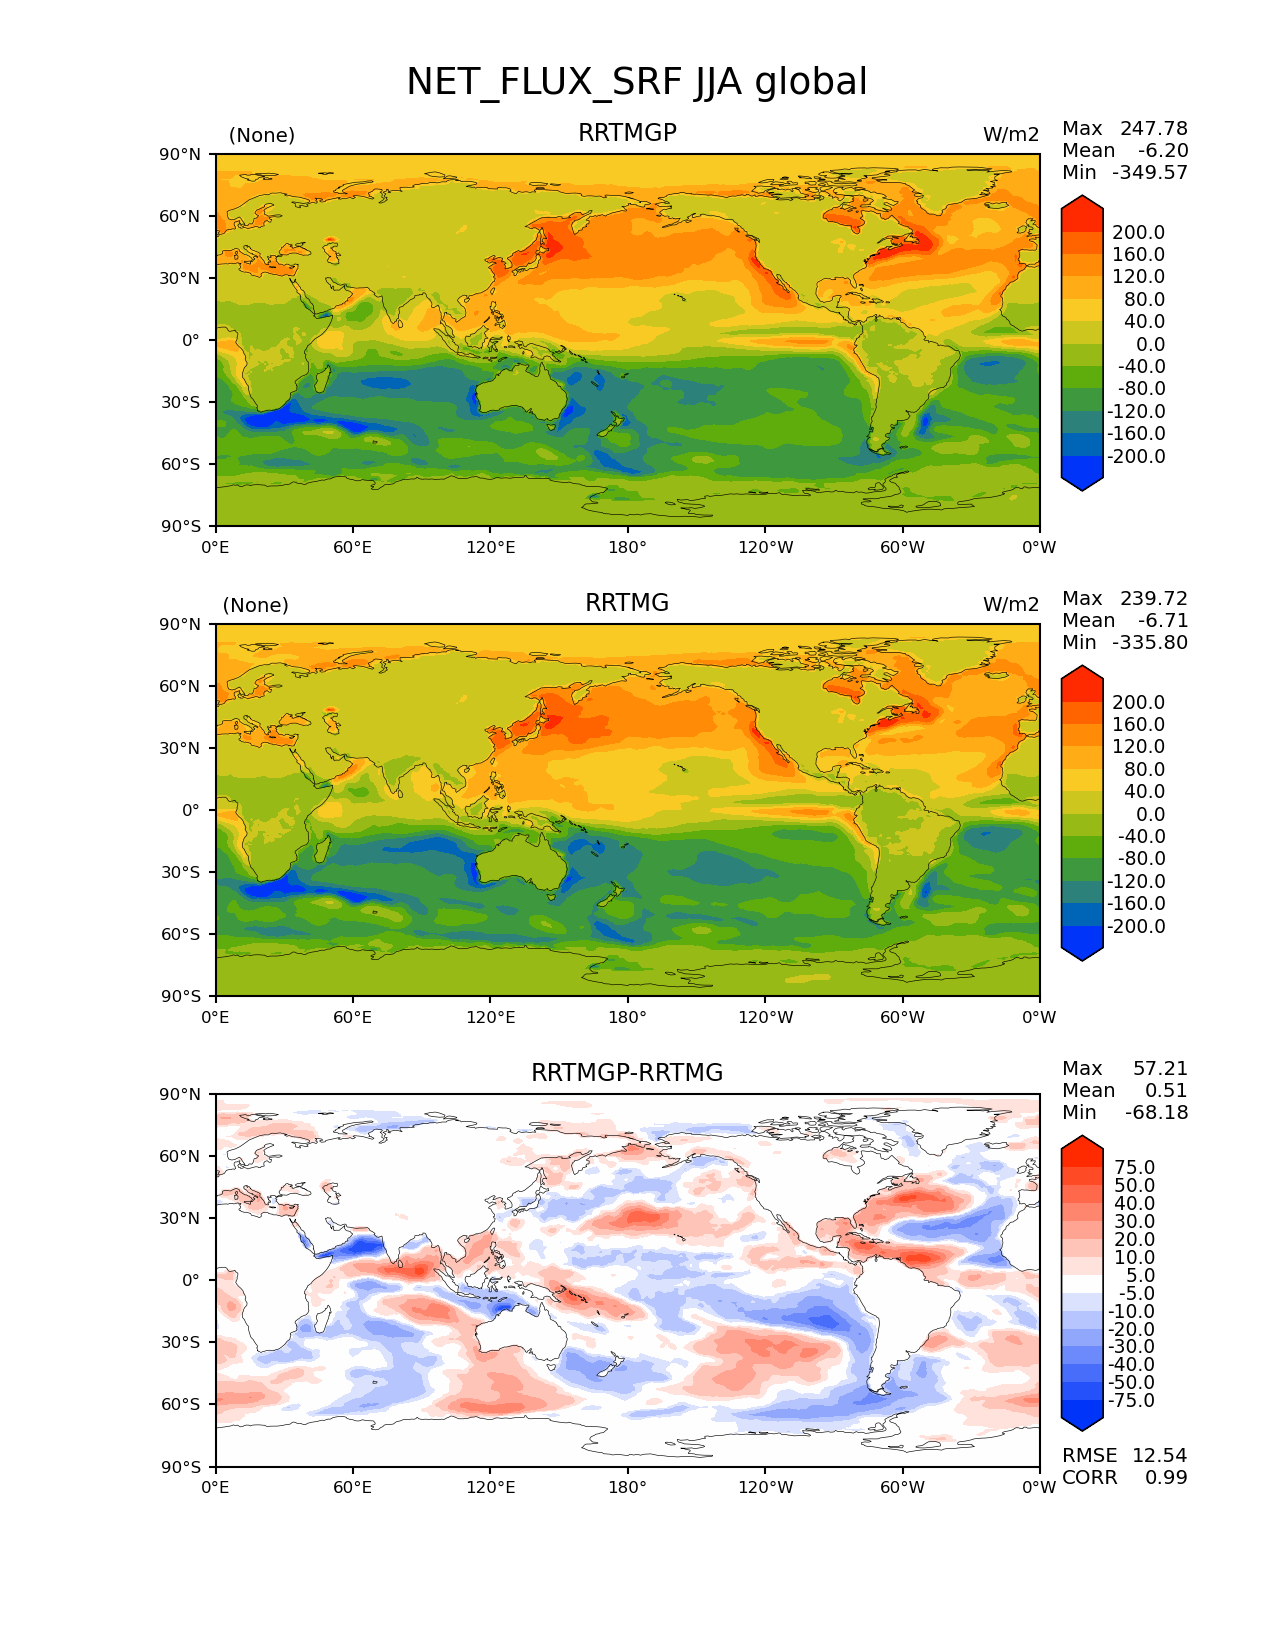 NET_FLUX_SRF JJA global
(None) RRTMGP W/m2
Max 247.78
Mean -6.20
Min -349.57
90°N
60°N
30°N
0°
30°S
60°S
90°S
0°E 60°E 120°E 180° 120°W 60°W 0°W
200.0
160.0
120.0
80.0
40.0
0.0
-40.0
-80.0
-120.0
-160.0
-200.0
(None) RRTMG W/m2
Max 239.72
Mean -6.71
Min -335.80
90°N
60°N
30°N
0°
30°S
60°S
90°S
0°E 60°E 120°E 180° 120°W 60°W 0°W
200.0
160.0
120.0
80.0
40.0
0.0
-40.0
-80.0
-120.0
-160.0
-200.0
RRTMGP-RRTMG
Max 57.21
Mean 0.51
Min -68.18
90°N
60°N
30°N
0°
30°S
60°S
90°S
0°E 60°E 120°E 180° 120°W 60°W 0°W
75.0
50.0
40.0
30.0
20.0
10.0
5.0
-5.0
-10.0
-20.0
-30.0
-40.0
-50.0
-75.0
RMSE 12.54
CORR 0.99